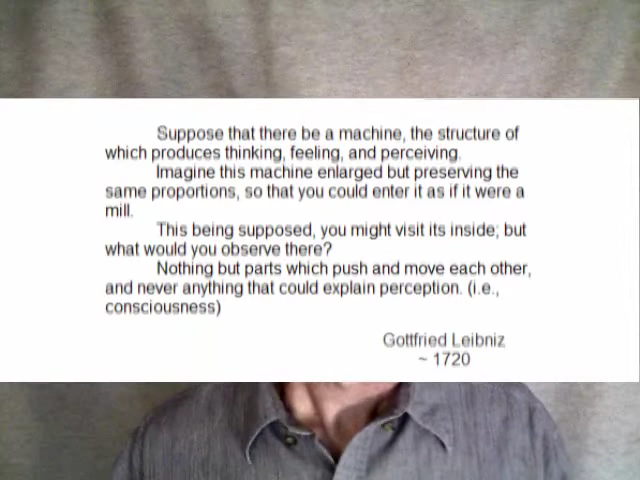 Suppose that there be a machine, the structure of
which produces thinking, feeling, and perceiving.
Imagine this machine enlarged but preserving the
same proportions, so that you could enter it as if it were a
mill.
This being supposed, you might visit its inside; but
what would you observe there?
Nothing but parts which push and move each other,
and never anything that could explain perception. (i.e.,
consciousness)
Gottfried Leibniz
~ 1720